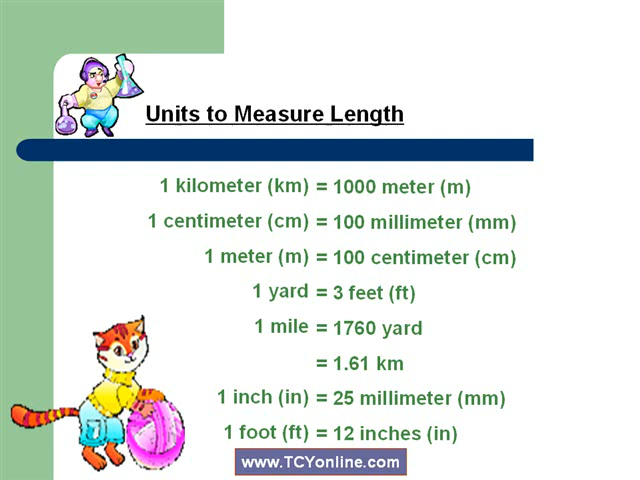 Units to Measure Length
1 kilometer (km) = 1000 meter (m)
1 centimeter (cm) = 100 millimeter (mm)
1 meter (m) = 100 centimeter (cm)
1 yard = 3 feet (ft)
1 mile = 1760 yard
= 1.61 km
1 inch (in) = 25 millimeter (mm)
1 foot (ft) = 12 inches (in)
www.TCYonline.com